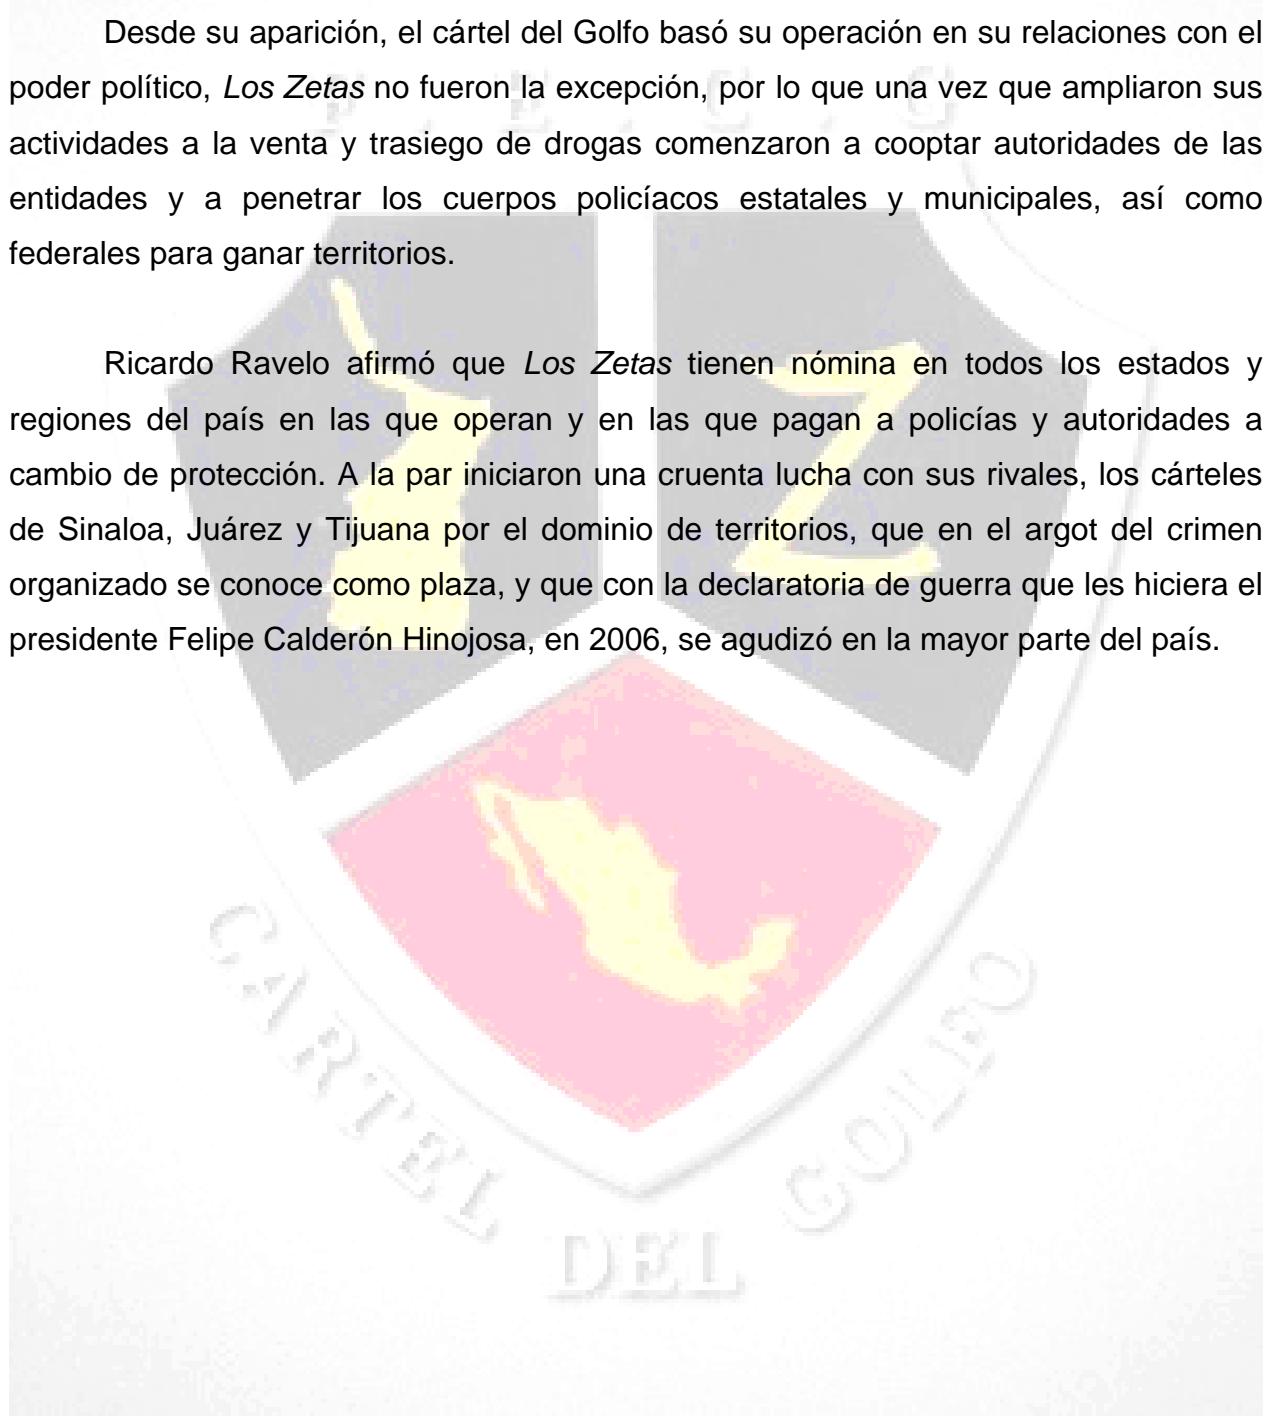 Desde su aparición, el cártel del Golfo basó su operación en su relaciones con el
poder político, Los Zetas no fueron la excepción, por lo que una vez que ampliaron sus
actividades a la venta y trasiego de drogas comenzaron a cooptar autoridades de las
entidades y a penetrar los cuerpos policíacos estatales y municipales, así como
federales para ganar territorios.
Ricardo Ravelo afirmó que Los Zetas tienen nómina en todos los estados y
regiones del país en las que operan y en las que pagan a policías y autoridades a
cambio de protección. A la par iniciaron una cruenta lucha con sus rivales, los cárteles
de Sinaloa, Juárez y Tijuana por el dominio de territorios, que en el argot del crimen
organizado se conoce como plaza, y que con la declaratoria de guerra que les hiciera el
presidente Felipe Calderón Hinojosa, en 2006, se agudizó en la mayor parte del país.
Z
CARTEL DEL GOLFO